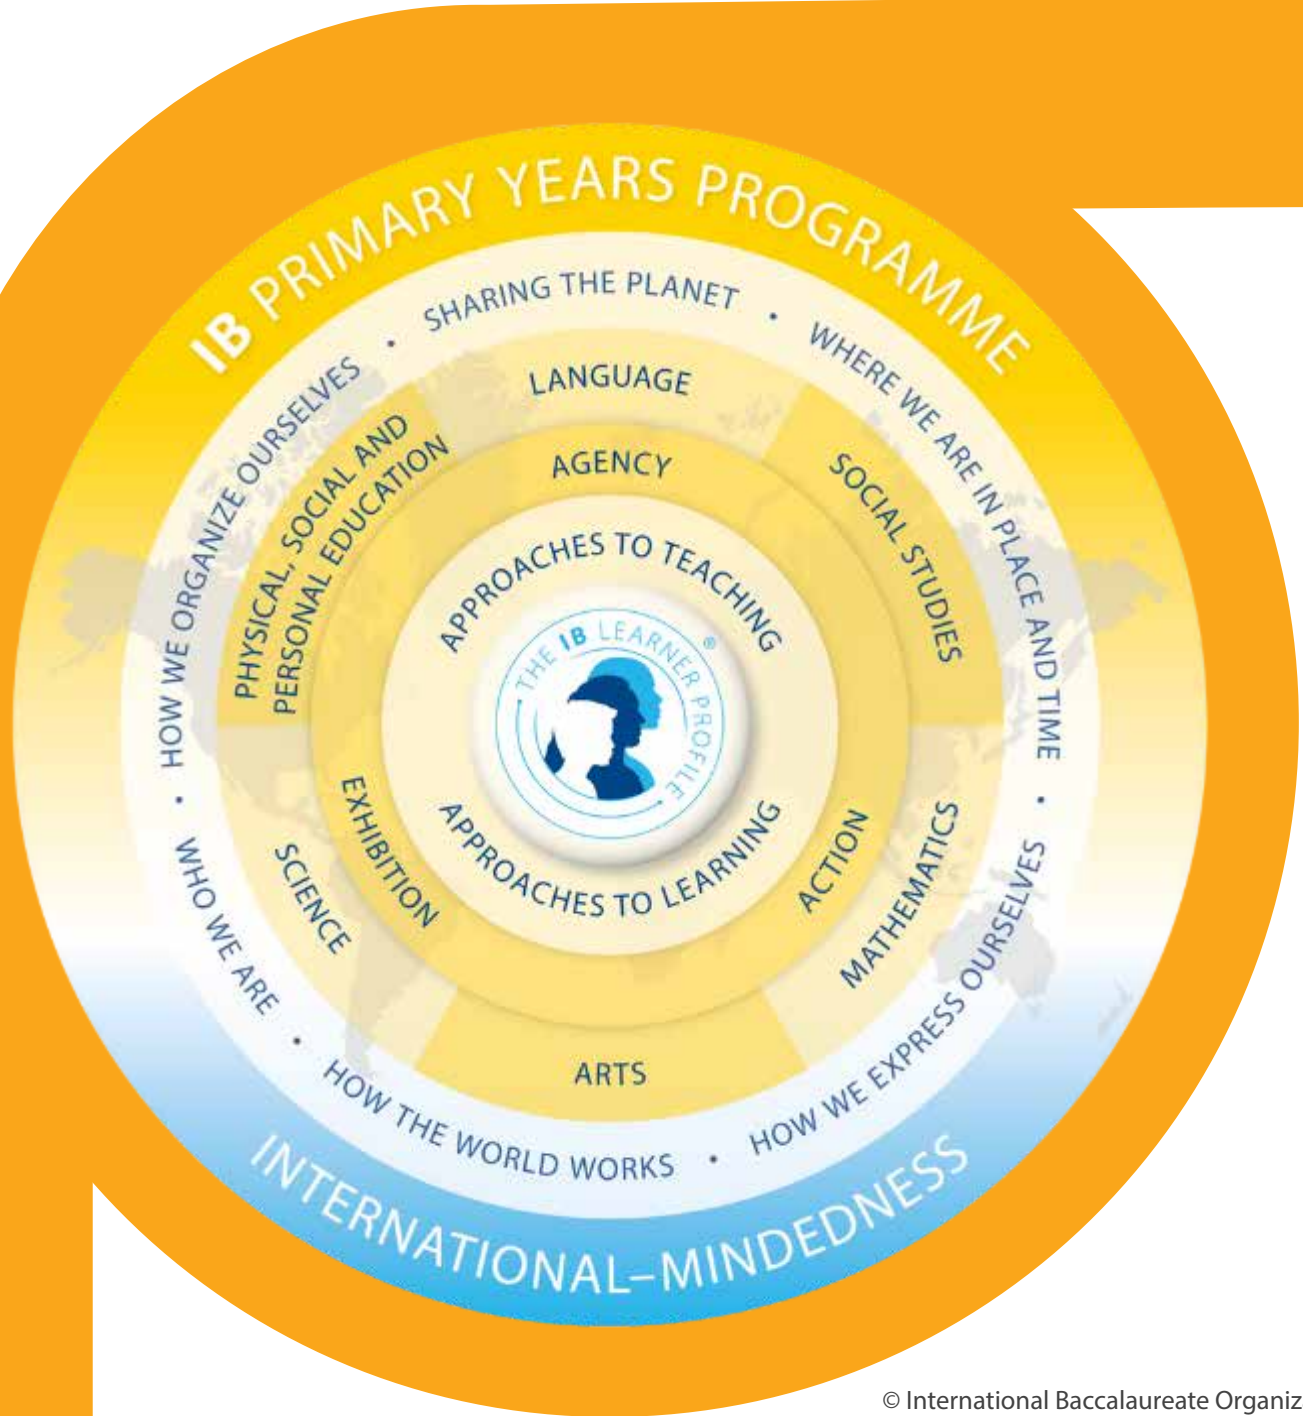 IB PRIMARY YEARS PROGRAMME
SHARING THE PLANET
•
WHERE WE ARE IN PLACE AND TIME
•
HOW WE EXPRESS OURSELVES
•
HOW THE WORLD WORKS
•
WHO WE ARE
•
HOW WE ORGANIZE OURSELVES
•
LANGUAGE
SOCIAL STUDIES
MATHEMATICS
ARTS
SCIENCE
PHYSICAL, SOCIAL AND
PERSONAL EDUCATION
AGENCY
ACTION
EXHIBITION
APPROACHES TO TEACHING
THE IB LEARNER PROFILE
®
APPROACHES TO LEARNING
INTERNATIONAL–MINDEDNESS
© International Baccalaureate Organiz